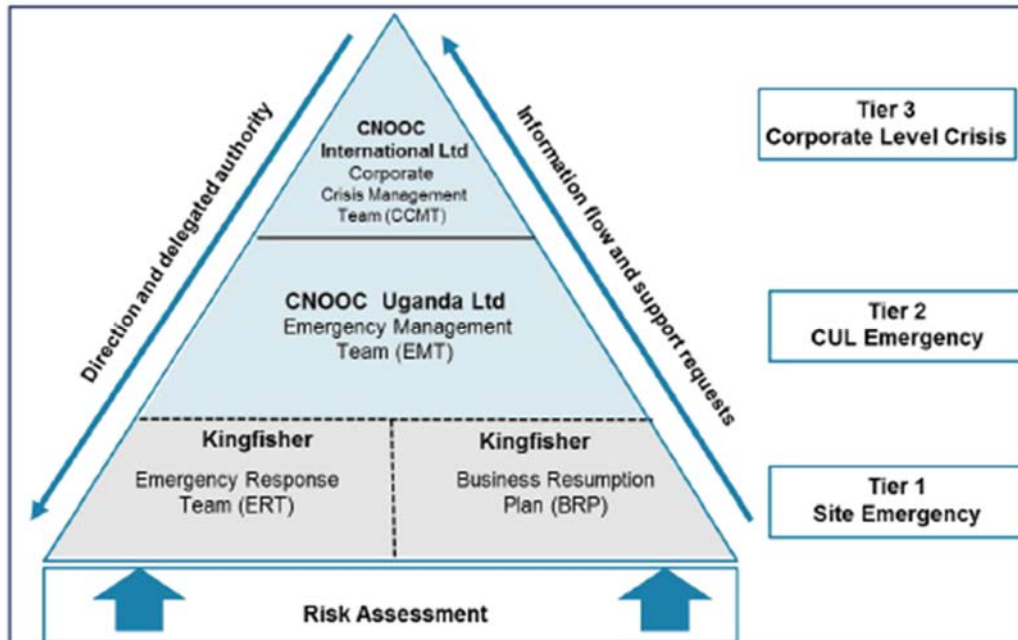 CNOOC
International Ltd
Corporate
Crisis Management
Team (CCMT)
Direction and delegated authority
Information flow and support requests
Tier 3
Corporate Level Crisis
CNOOC Uganda Ltd
Emergency Management
Team (EMT)
Tier 2
CUL Emergency
Kingfisher
Emergency Response
Team (ERT)
Kingfisher
Business Resumption
Plan (BRP)
Tier 1
Site Emergency
Risk Assessment